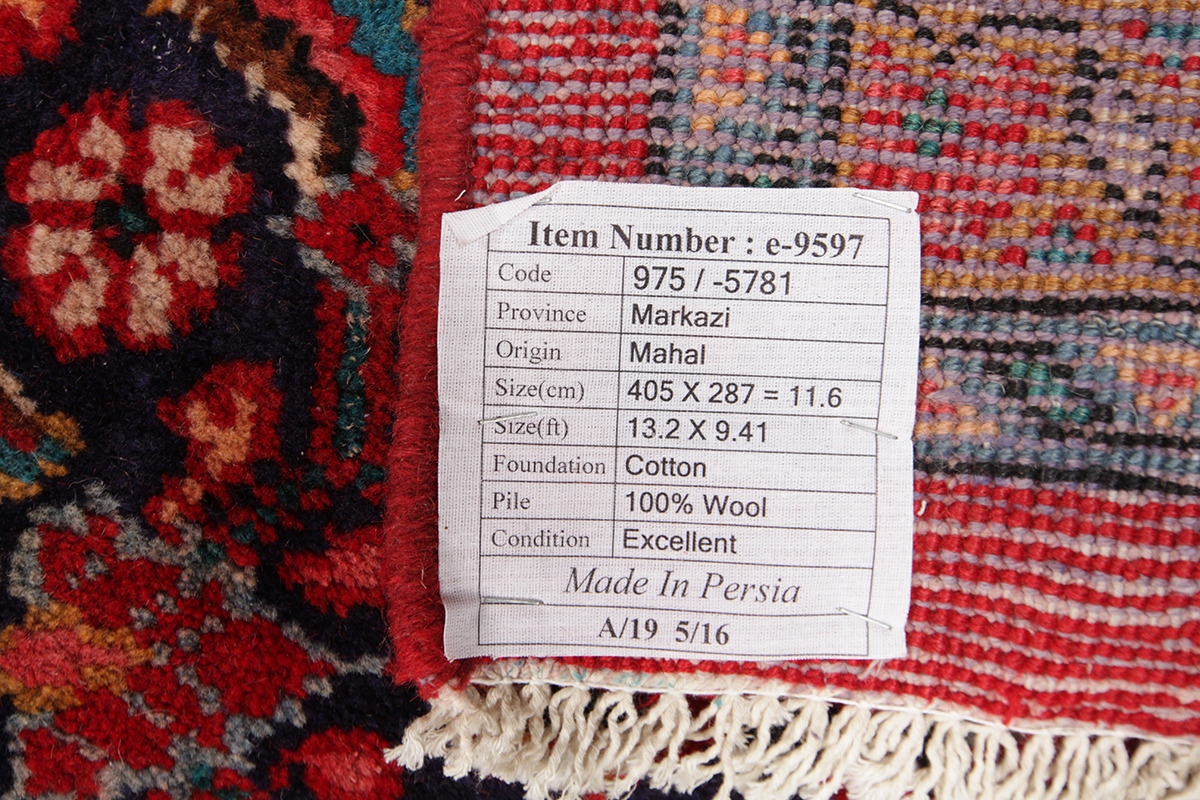 Item Number : e-9597
Code 975 / -5781
Province Markazi
Origin Mahal
Size(cm) 405 X 287 = 11.6
Size(ft) 13.2 X 9.41
Foundation Cotton
Pile 100% Wool
Condition Excellent
Made In Persia
A/19 5/16